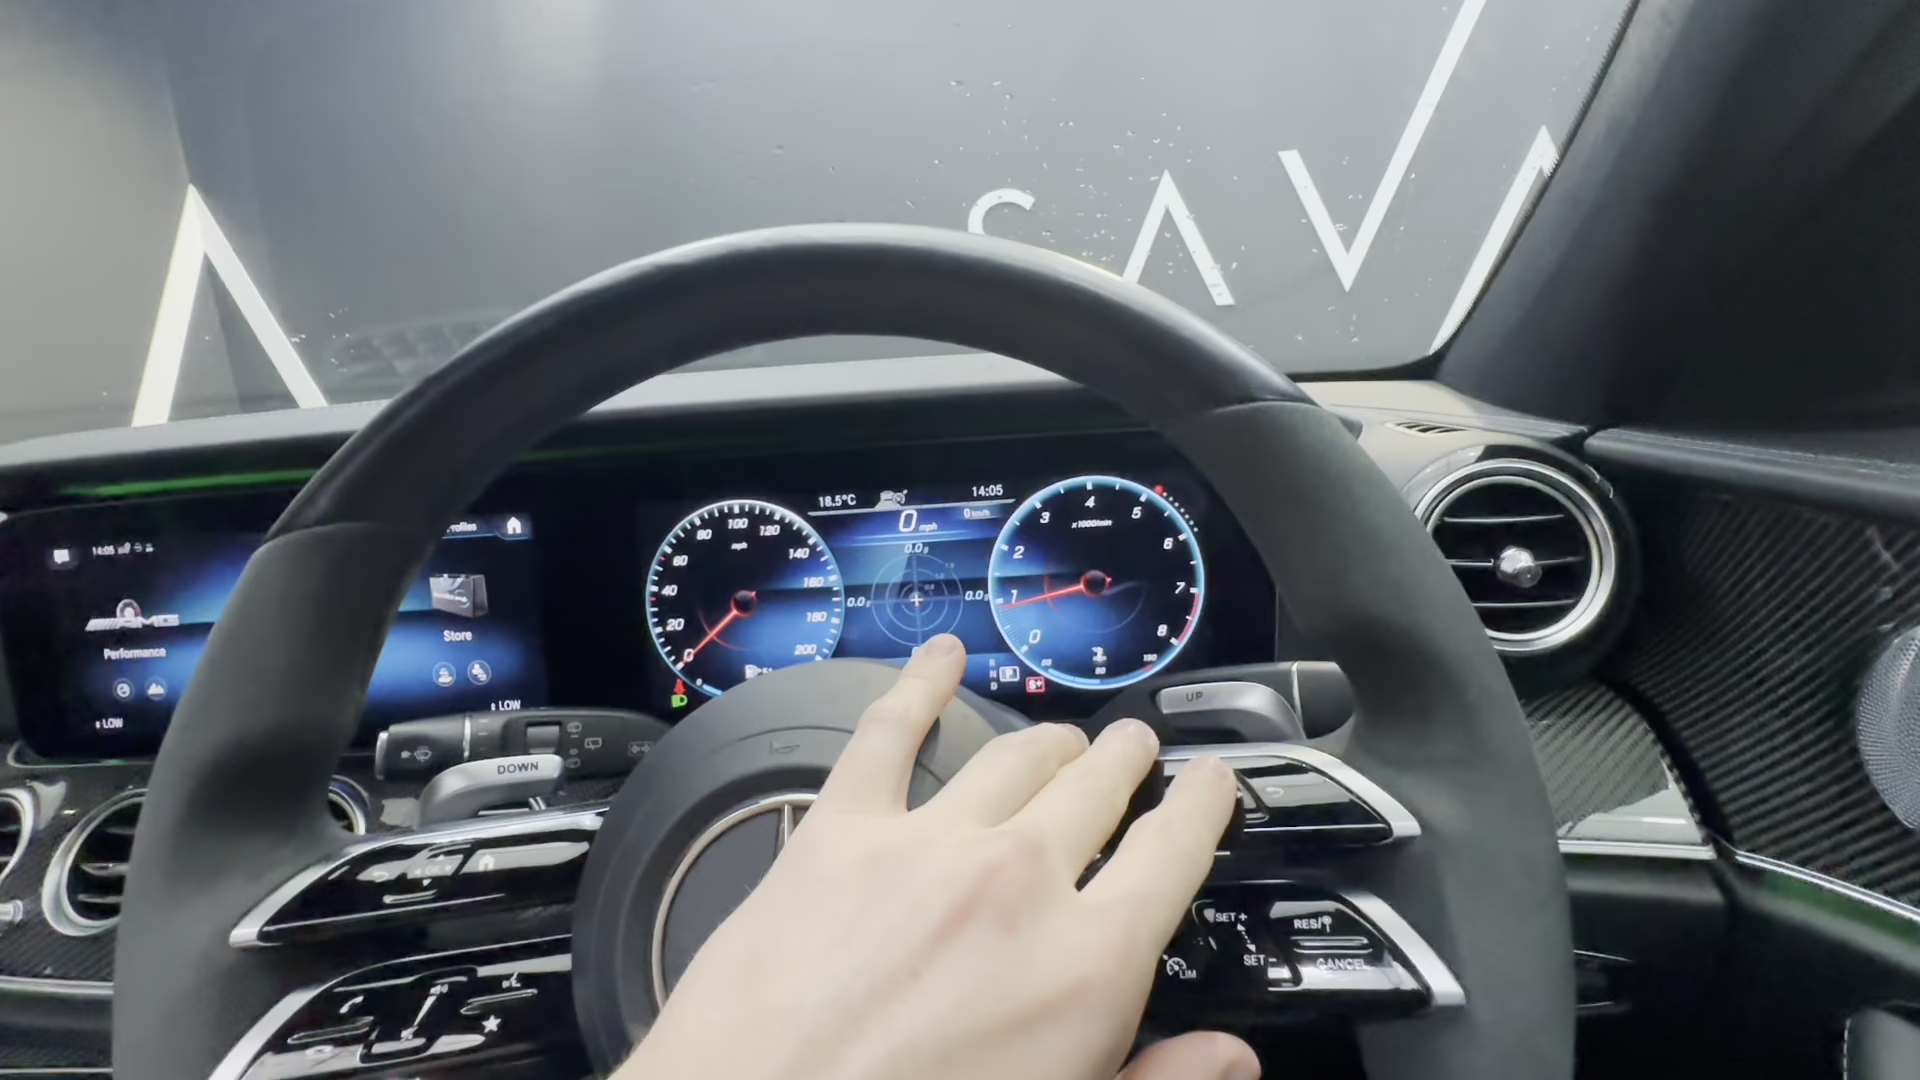 SAV
18.5°C
14:05
0 mph
0 km/h
0.0g
0.0g
0.0g
100
80
120
mph
60
140
40
160
20
180
0
200
4
3
5
x1000/min
2
6
1
7
0
8
R
N
D
P
S+
14:05
AMG
Performance
Store
LOW
LOW
DOWN
UP
SET +
SET -
LIM
RES/
CANCEL